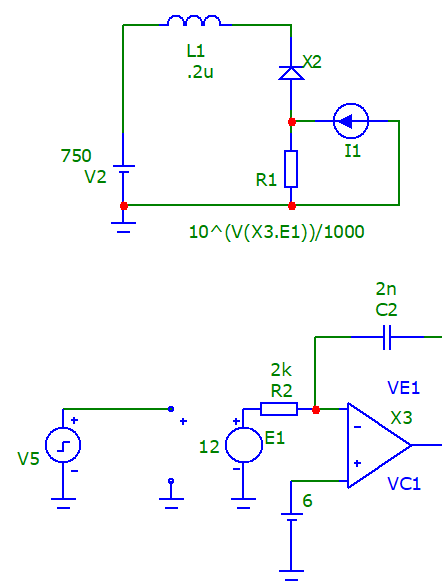 L1
.2u
X2
750
V2
I1
R1
10^(V(X3.E1))/1000
2n
C2
2k
R2
VE1
X3
12
E1
V5
6
VC1